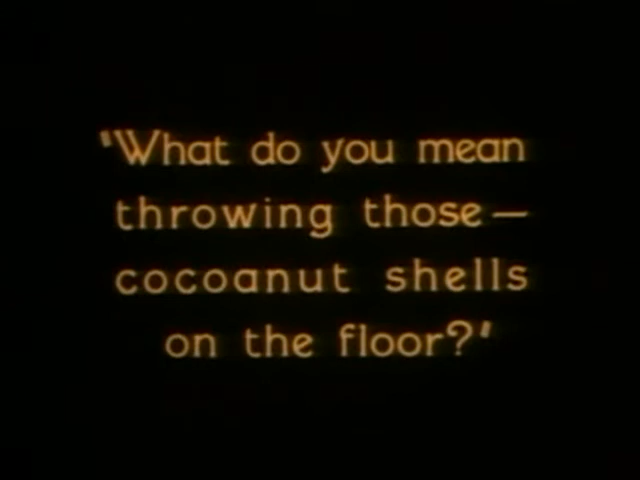 "What do you mean
throwing those—
cocoanut shells
on the floor?"